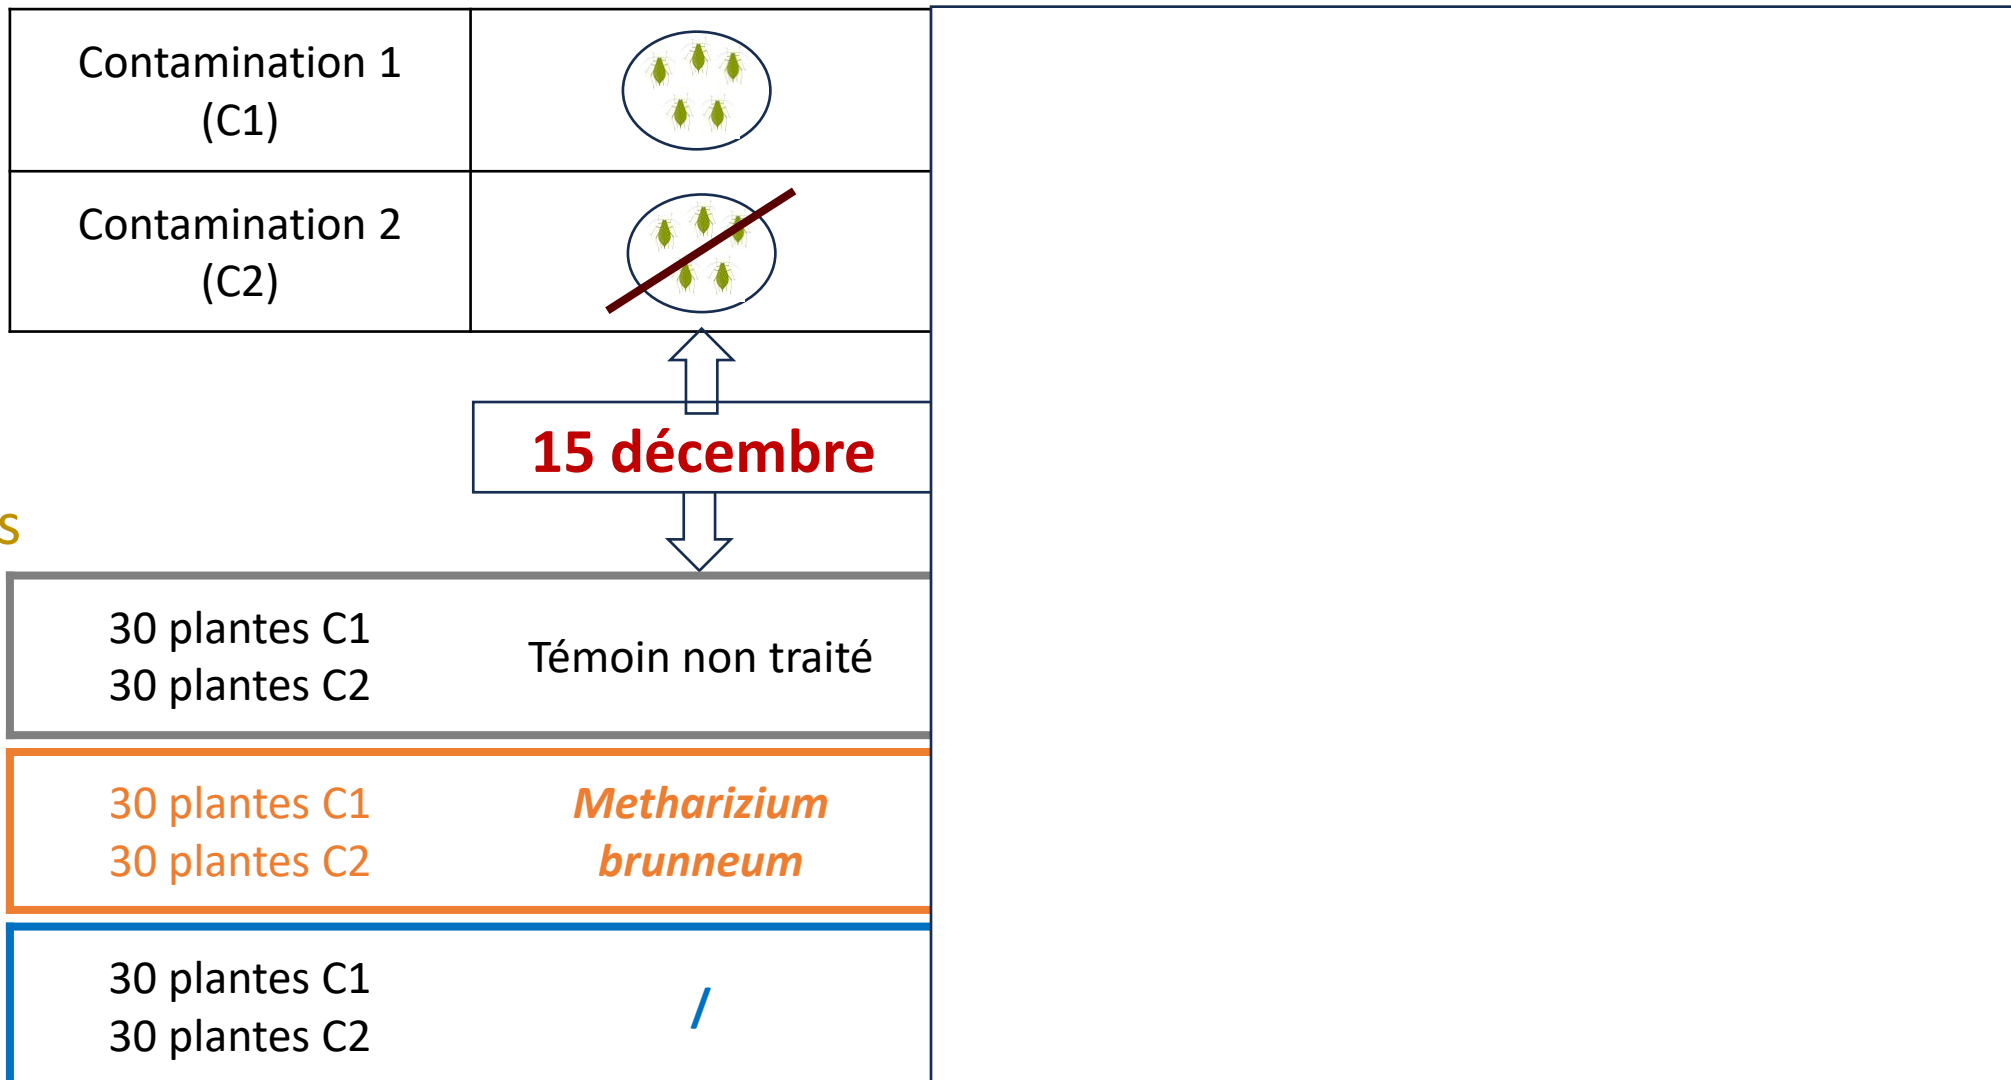 Contamination 1
(C1)
Contamination 2
(C2)
15 décembre
s
30 plantes C1
30 plantes C2
Témoin non traité
30 plantes C1
30 plantes C2
Metharizium
brunneum
30 plantes C1
30 plantes C2
/